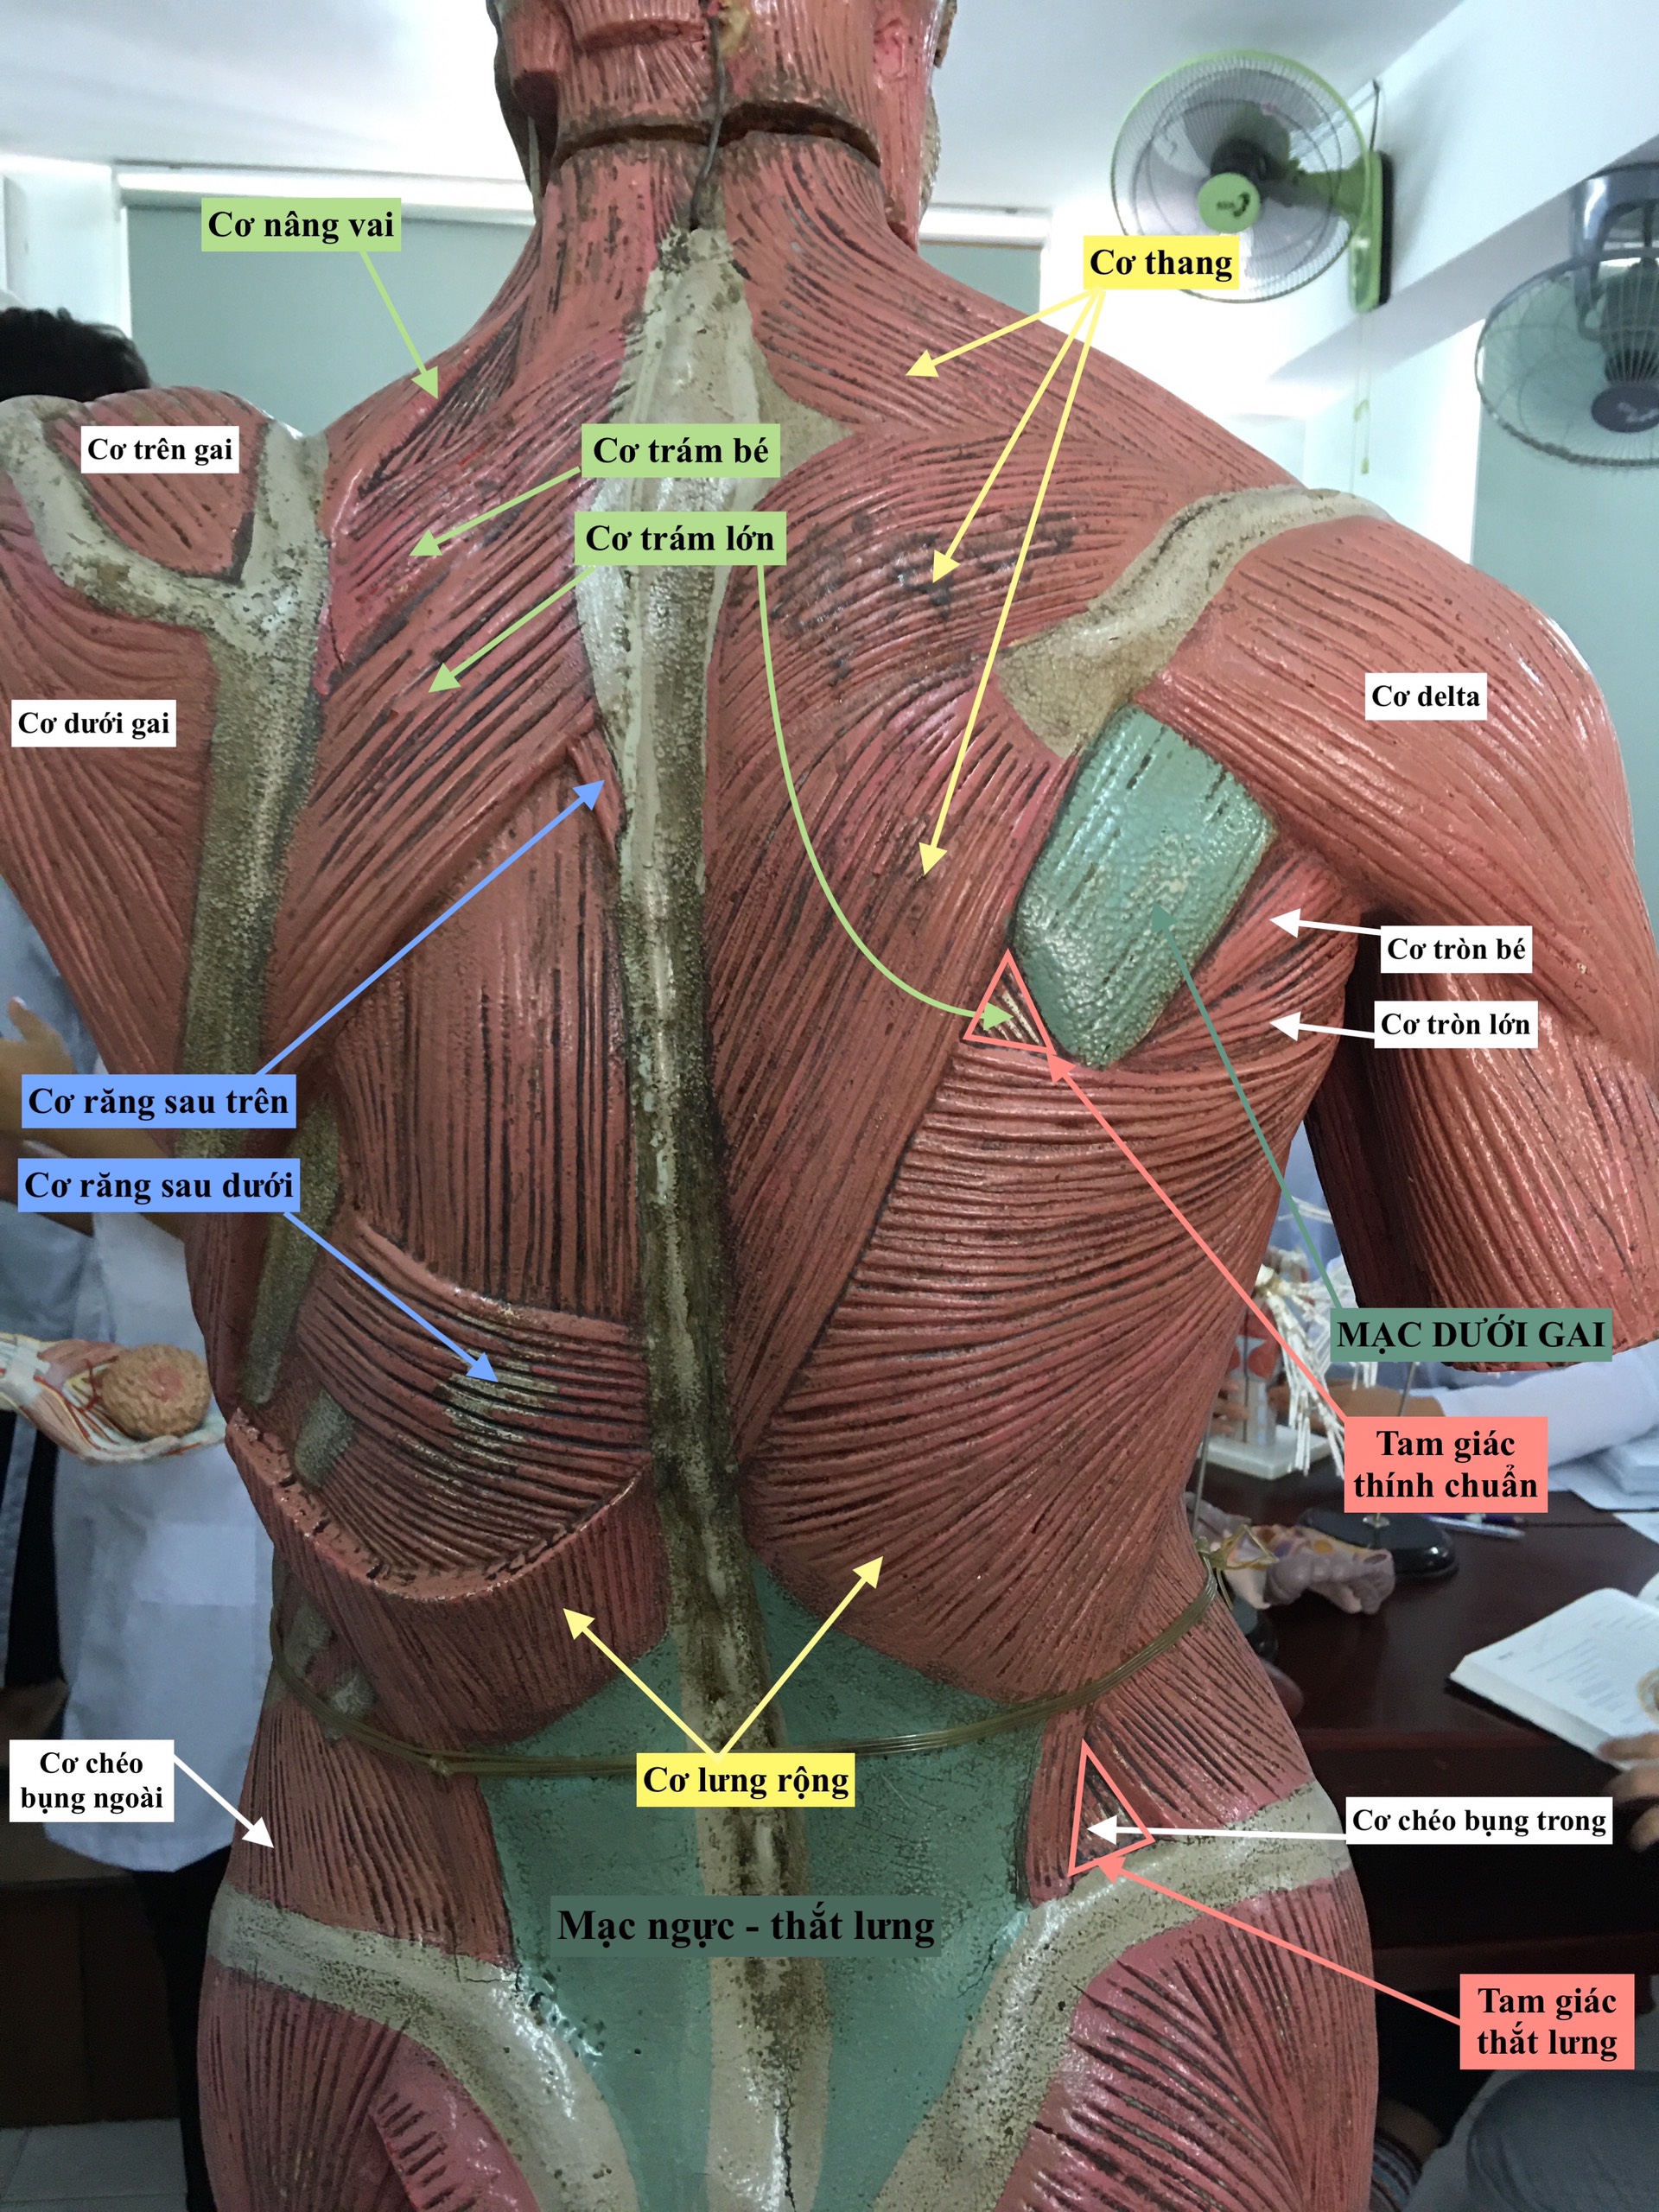 Cơ nâng vai
Cơ thang
Cơ trên gai
Cơ trám bé
Cơ trám lớn
Cơ dưới gai
Cơ delta
Cơ tròn bé
Cơ tròn lớn
Cơ răng sau trên
Cơ răng sau dưới
MẠC DƯỚI GAI
Tam giác
thính chuẩn
Cơ chéo
bụng ngoài
Cơ lưng rộng
Cơ chéo bụng trong
Mạc ngực - thắt lưng
Tam giác
thắt lưng